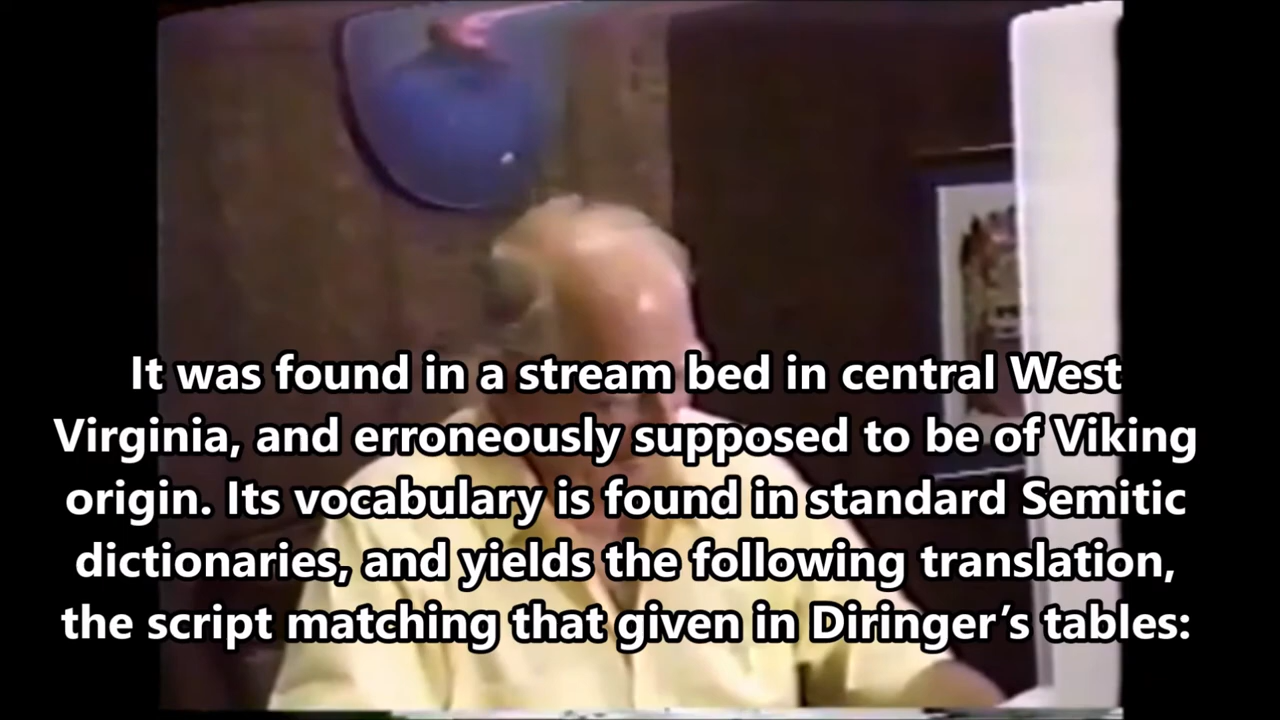 It was found in a stream bed in central West
Virginia, and erroneously supposed to be of Viking
origin. Its vocabulary is found in standard Semitic
dictionaries, and yields the following translation,
the script matching that given in Diringer’s tables: